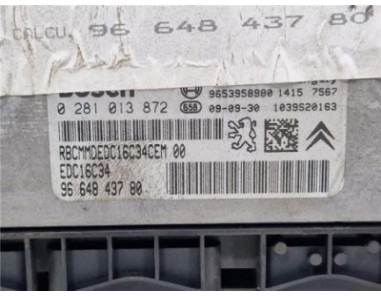 CALCU. 96 648 437 80
BOSCH
9653958980 1415 7567
0 281 013 872 658 09-09-30 1039S20163
RBCMMDEDC16C34CEM 00
EDC16C34
96 648 437 80